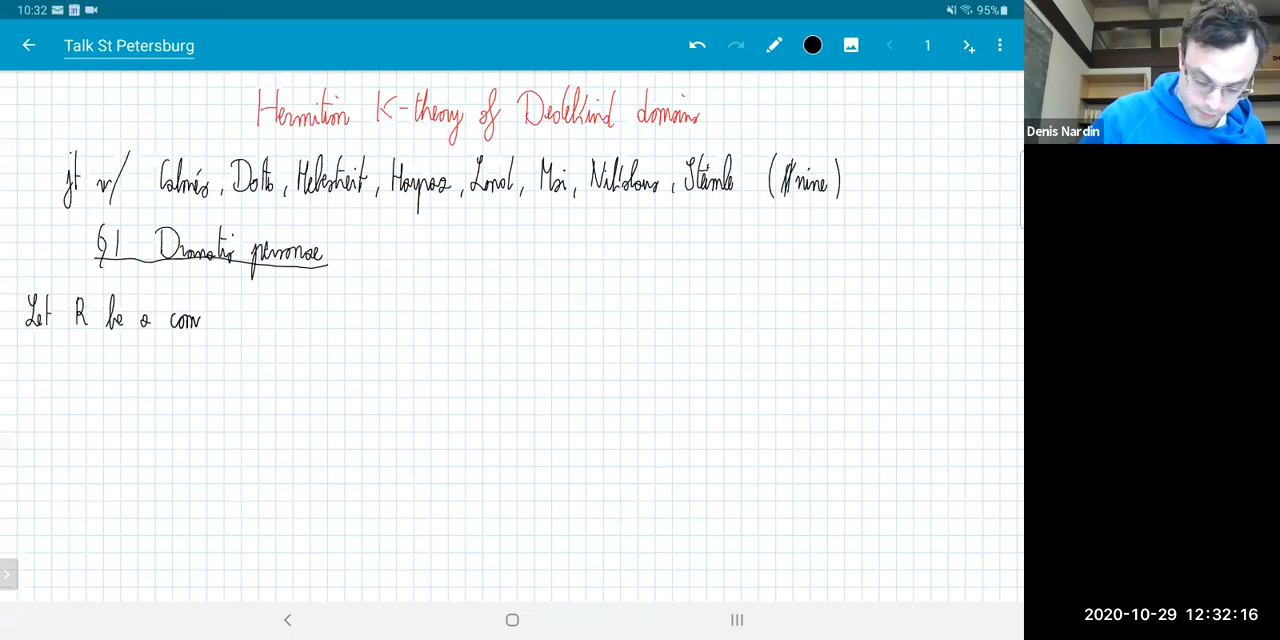 10:32 31 95%
Talk St Petersburg 1
Hermitian K-theory of Dedekind domains
jt w/ Calmès, Dotto, Hebestreit, Harpaz, Land, Moi, Nikolaus, Steimle (nine)
§1 Dramatis personae
Let R be a com
Denis Nardin
2020-10-29 12:32:16